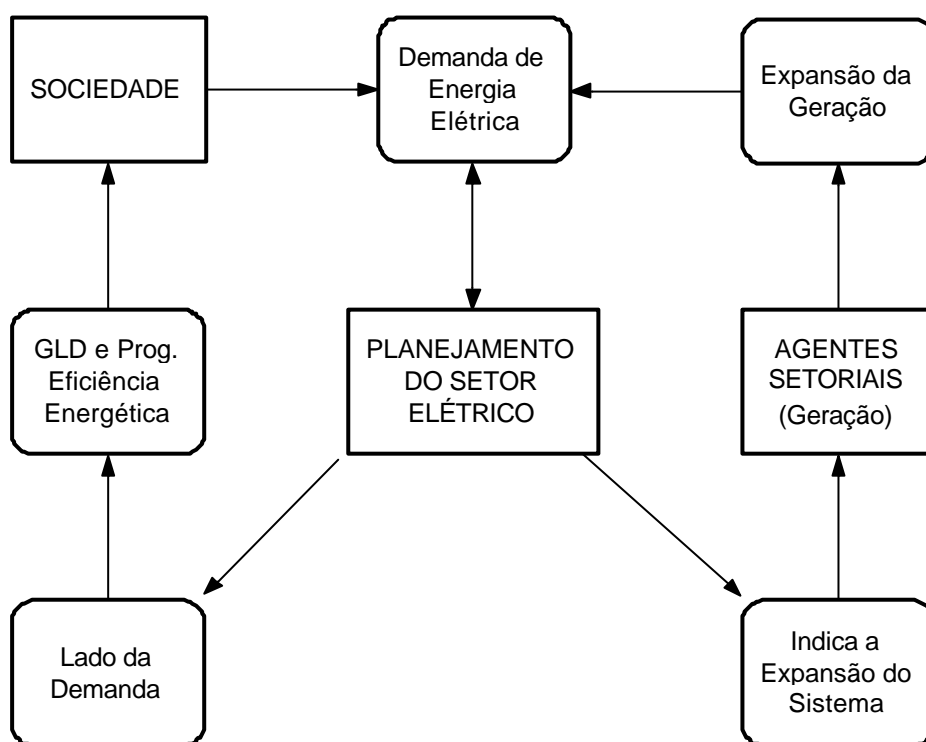 SOCIEDADE
Demanda de
Energia
Elétrica
Expansão da
Geração
GLD e Prog.
Eficiência
Energética
PLANEJAMENTO
DO SETOR
ELÉTRICO
AGENTES
SETORIAIS
(Geração)
Lado da
Demanda
Indica a
Expansão do
Sistema